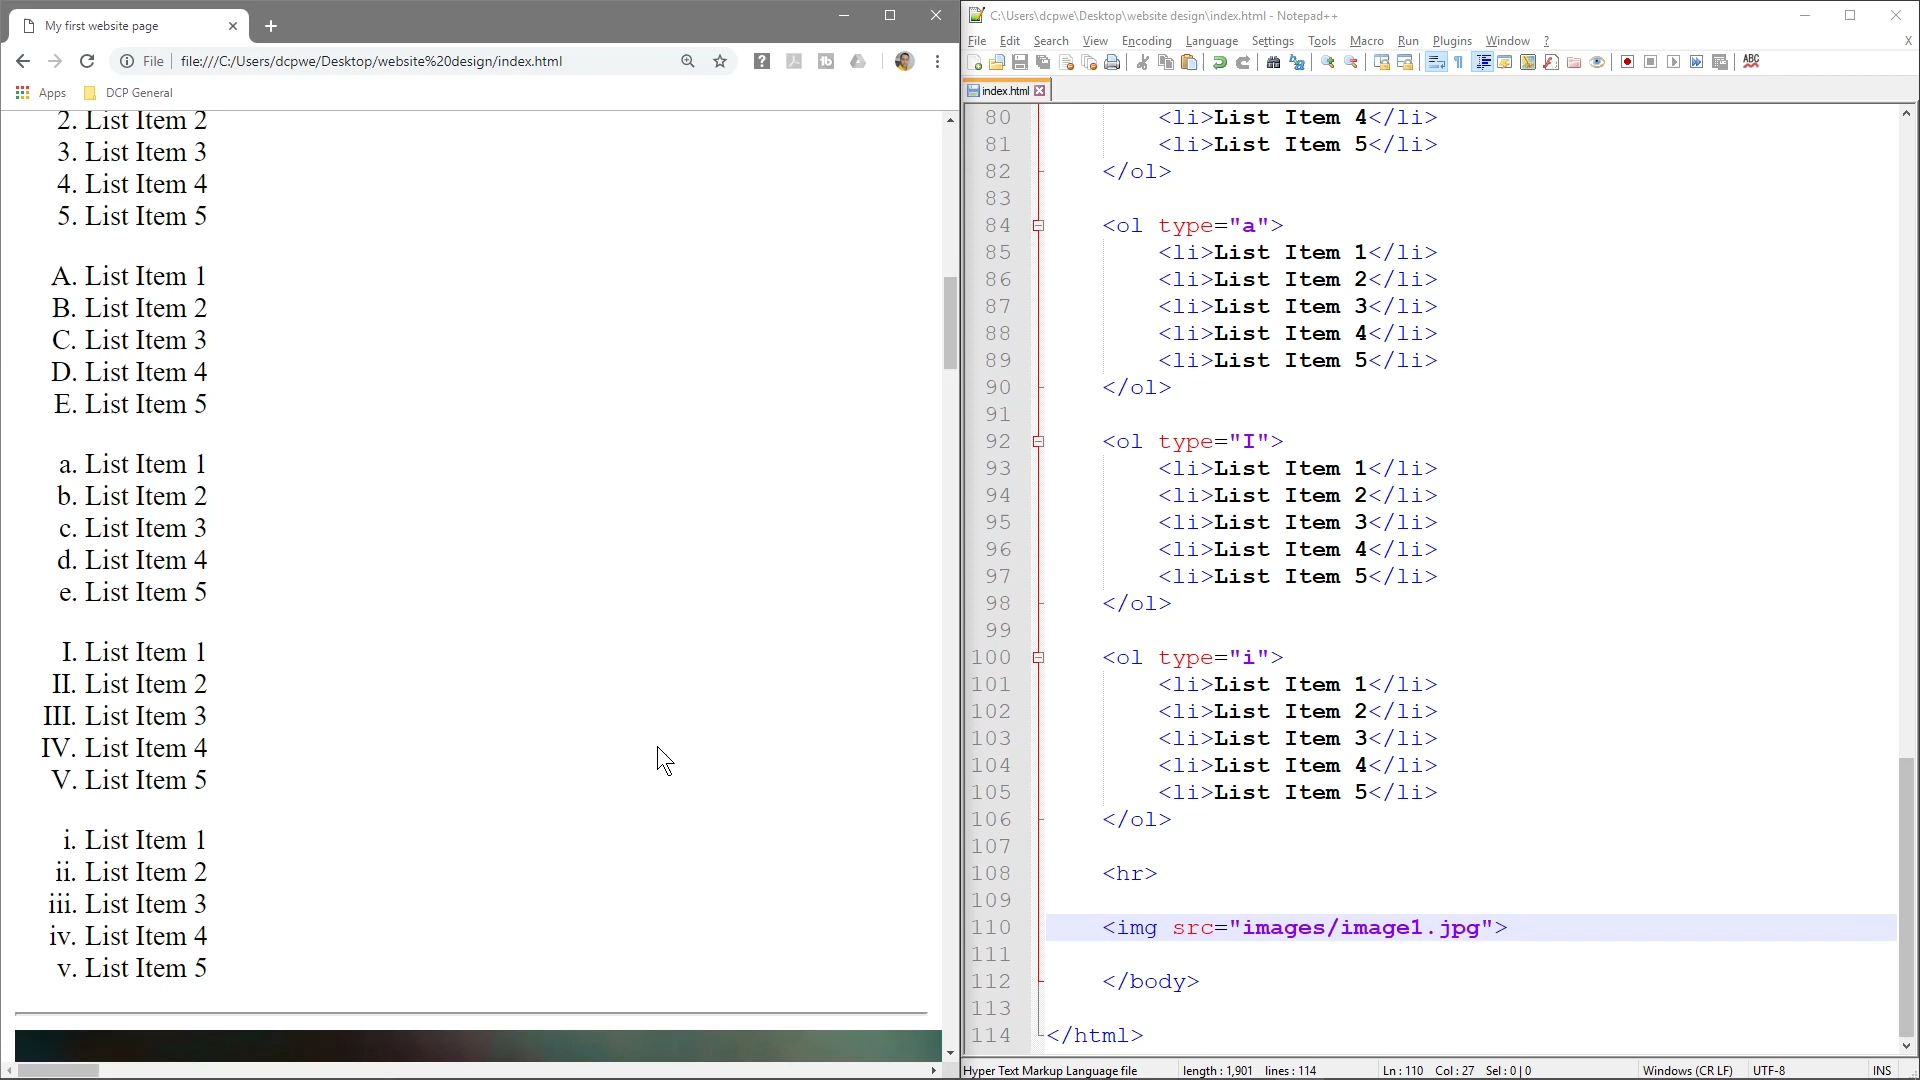 My first website page
File
file:///C:/Users/dcpwe/Desktop/website%20design/index.html
Apps
DCP General
2. List Item 2
3. List Item 3
4. List Item 4
5. List Item 5
A. List Item 1
B. List Item 2
C. List Item 3
D. List Item 4
E. List Item 5
a. List Item 1
b. List Item 2
c. List Item 3
d. List Item 4
e. List Item 5
I. List Item 1
II. List Item 2
III. List Item 3
IV. List Item 4
V. List Item 5
i. List Item 1
ii. List Item 2
iii. List Item 3
iv. List Item 4
v. List Item 5
C:\Users\dcpwe\Desktop\website design\index.html - Notepad++
File Edit Search View Encoding Language Settings Tools Macro Run Plugins Window ? X
ABC
index.html
80 <li>List Item 4</li>
81 <li>List Item 5</li>
82 </ol>
83
84 <ol type="a">
85 <li>List Item 1</li>
86 <li>List Item 2</li>
87 <li>List Item 3</li>
88 <li>List Item 4</li>
89 <li>List Item 5</li>
90 </ol>
91
92 <ol type="I">
93 <li>List Item 1</li>
94 <li>List Item 2</li>
95 <li>List Item 3</li>
96 <li>List Item 4</li>
97 <li>List Item 5</li>
98 </ol>
99
100 <ol type="i">
101 <li>List Item 1</li>
102 <li>List Item 2</li>
103 <li>List Item 3</li>
104 <li>List Item 4</li>
105 <li>List Item 5</li>
106 </ol>
107
108 <hr>
109
110 <img src="images/image1.jpg">
111
112 </body>
113
114 </html>
Hyper Text Markup Language file length : 1,901 lines : 114 Ln : 110 Col : 27 Sel : 0 | 0 Windows (CR LF) UTF-8 INS